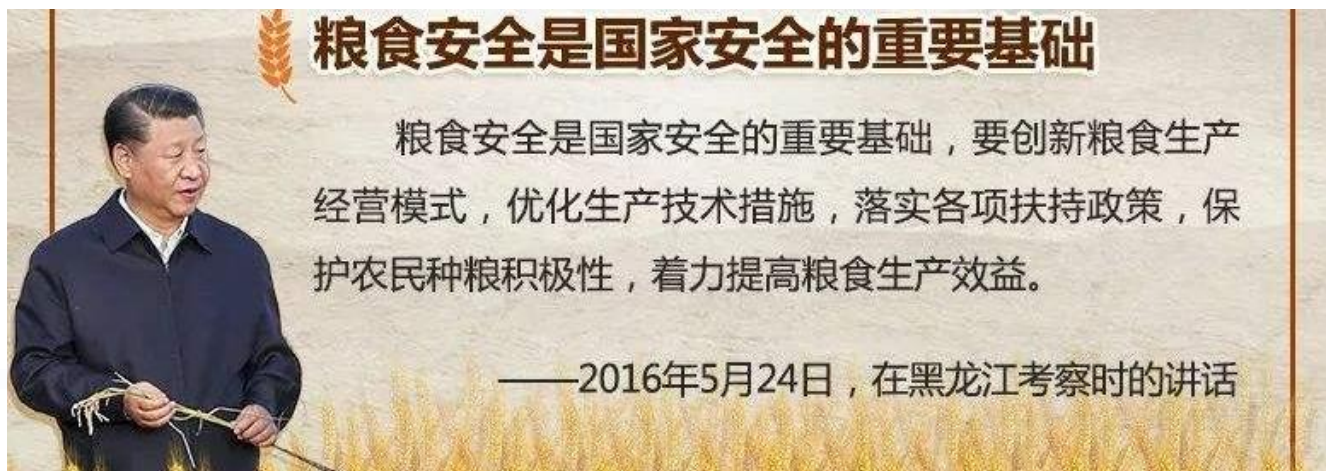 粮食安全是国家安全的重要基础
粮食安全是国家安全的重要基础，要创新粮食生产
经营模式，优化生产技术措施，落实各项扶持政策，保
护农民种粮积极性，着力提高粮食生产效益。
——2016年5月24日，在黑龙江考察时的讲话